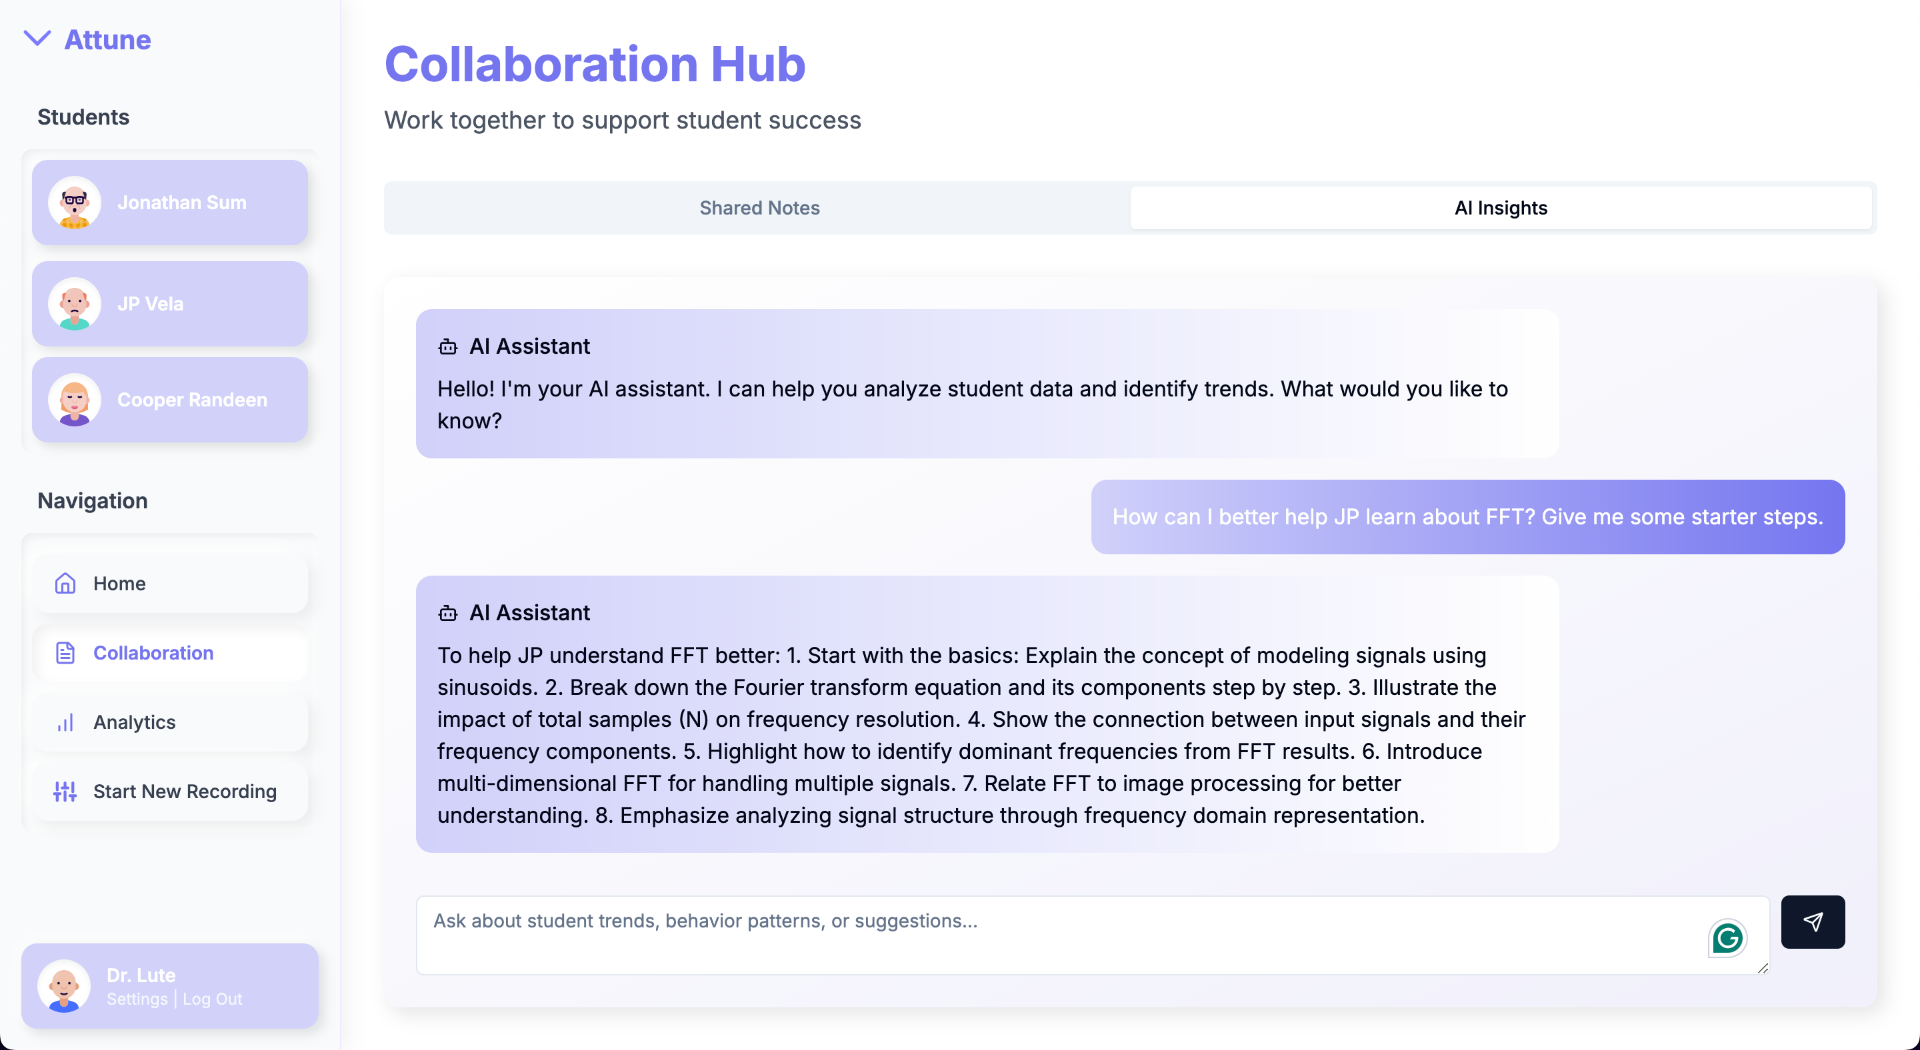 Attune
Students
Jonathan Sum
JP Vela
Cooper Randeen
Navigation
Home
Collaboration
Analytics
Start New Recording
Dr. Lute
Settings | Log Out
Collaboration Hub
Work together to support student success
Shared Notes
AI Insights
AI Assistant
Hello! I'm your AI assistant. I can help you analyze student data and identify trends. What would you like to
know?
How can I better help JP learn about FFT? Give me some starter steps.
AI Assistant
To help JP understand FFT better: 1. Start with the basics: Explain the concept of modeling signals using
sinusoids. 2. Break down the Fourier transform equation and its components step by step. 3. Illustrate the
impact of total samples (N) on frequency resolution. 4. Show the connection between input signals and their
frequency components. 5. Highlight how to identify dominant frequencies from FFT results. 6. Introduce
multi-dimensional FFT for handling multiple signals. 7. Relate FFT to image processing for better
understanding. 8. Emphasize analyzing signal structure through frequency domain representation.
Ask about student trends, behavior patterns, or suggestions...